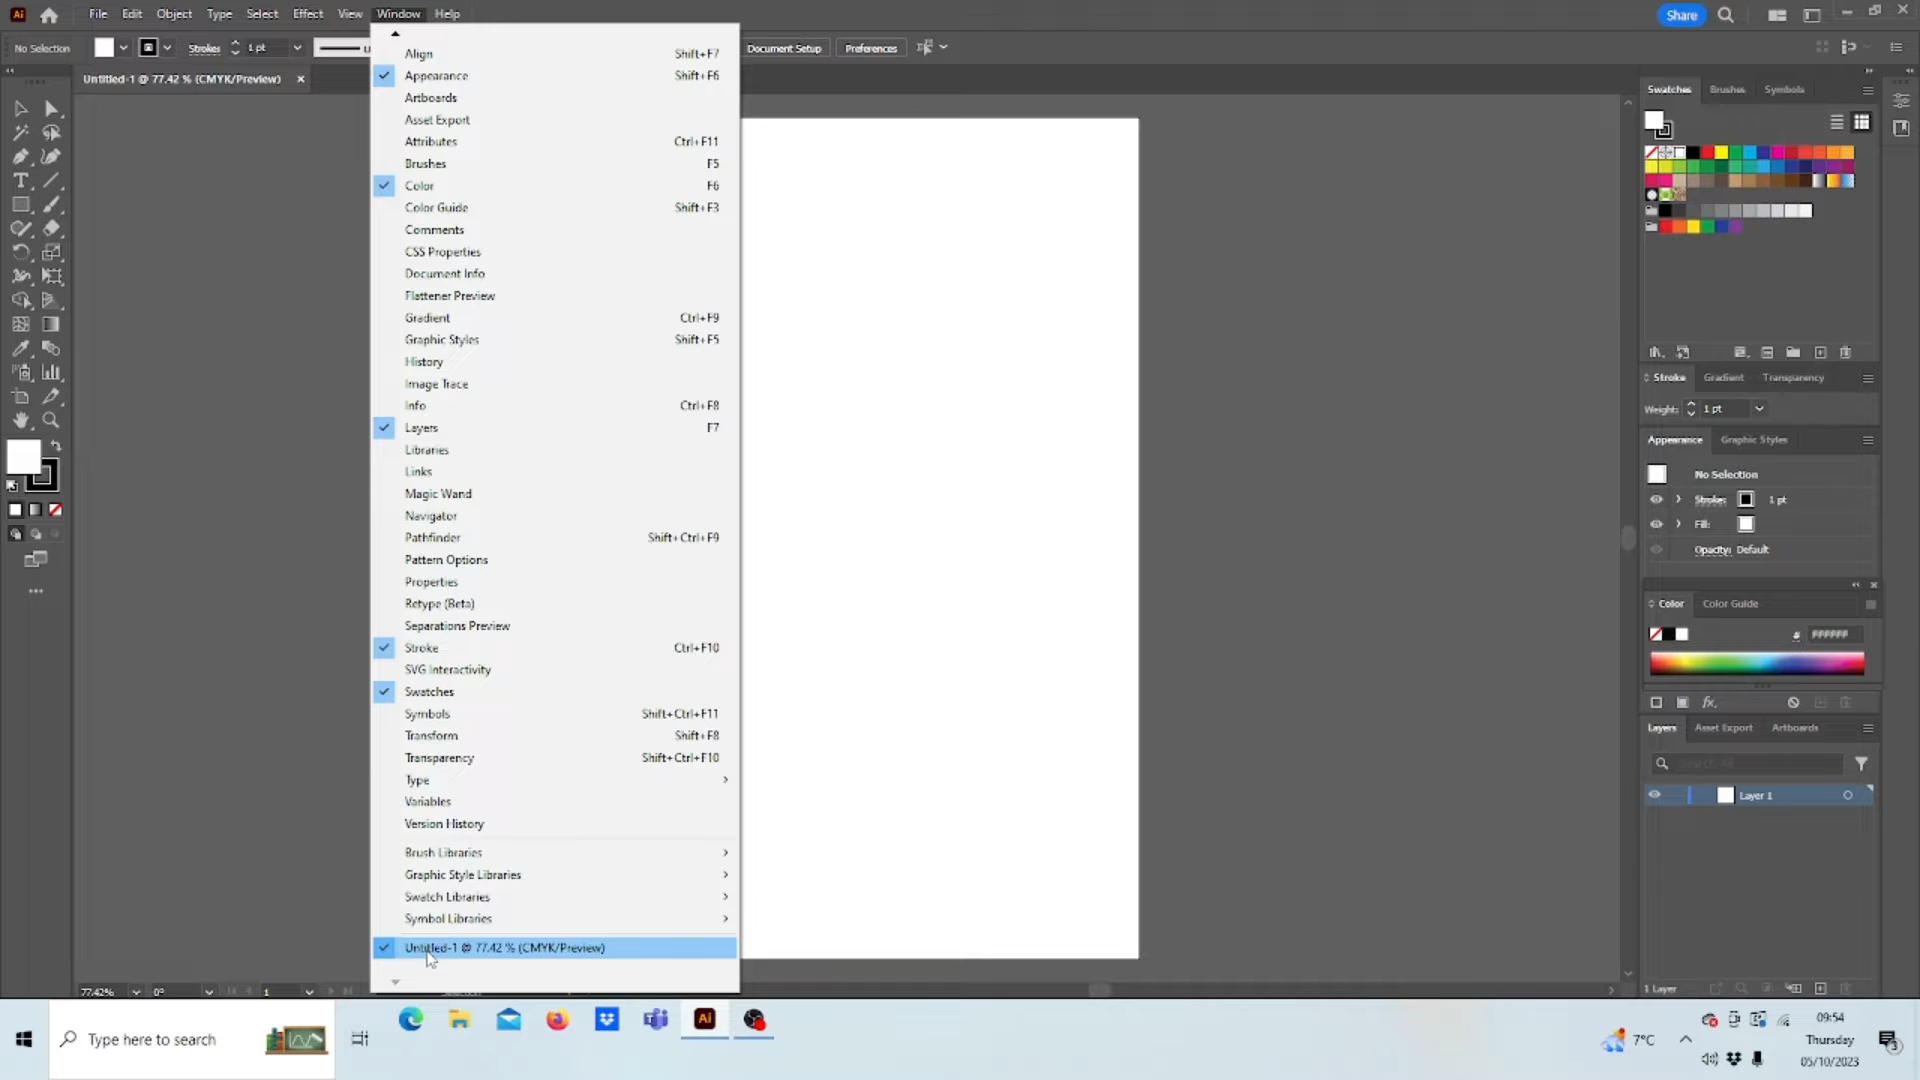 Ai File Edit Object Type Select Effect View Window Help Share
No Selection Strokes 1 pt Document Setup Preferences
Untitled-1 @ 77.42 % (CMYK/Preview)
Align Shift+F7
Appearance Shift+F6
Artboards
Asset Export
Attributes Ctrl+F11
Brushes F5
Color F6
Color Guide Shift+F3
Comments
CSS Properties
Document Info
Flattener Preview
Gradient Ctrl+F9
Graphic Styles Shift+F5
History
Image Trace
Info Ctrl+F8
Layers F7
Libraries
Links
Magic Wand
Navigator
Pathfinder Shift+Ctrl+F9
Pattern Options
Properties
Retype (Beta)
Separations Preview
Stroke Ctrl+F10
SVG Interactivity
Swatches
Symbols Shift+Ctrl+F11
Transform Shift+F8
Transparency Shift+Ctrl+F10
Type
Variables
Version History
Brush Libraries
Graphic Style Libraries
Swatch Libraries
Symbol Libraries
Untitled-1 @ 77.42 % (CMYK/Preview)
Swatches Brushes Symbols
Stroke Gradient Transparency
Weight: 1 pt
Appearance Graphic Styles
No Selection
Stroke: 1 pt
Fill:
Opacity: Default
Color Color Guide
# FFFFFF
fx.
Layers Asset Export Artboards
Search All
Layer 1
1 Layer
77.42% 0° 1
Type here to search
Ai
7°C
09:54
Thursday
05/10/2023
3